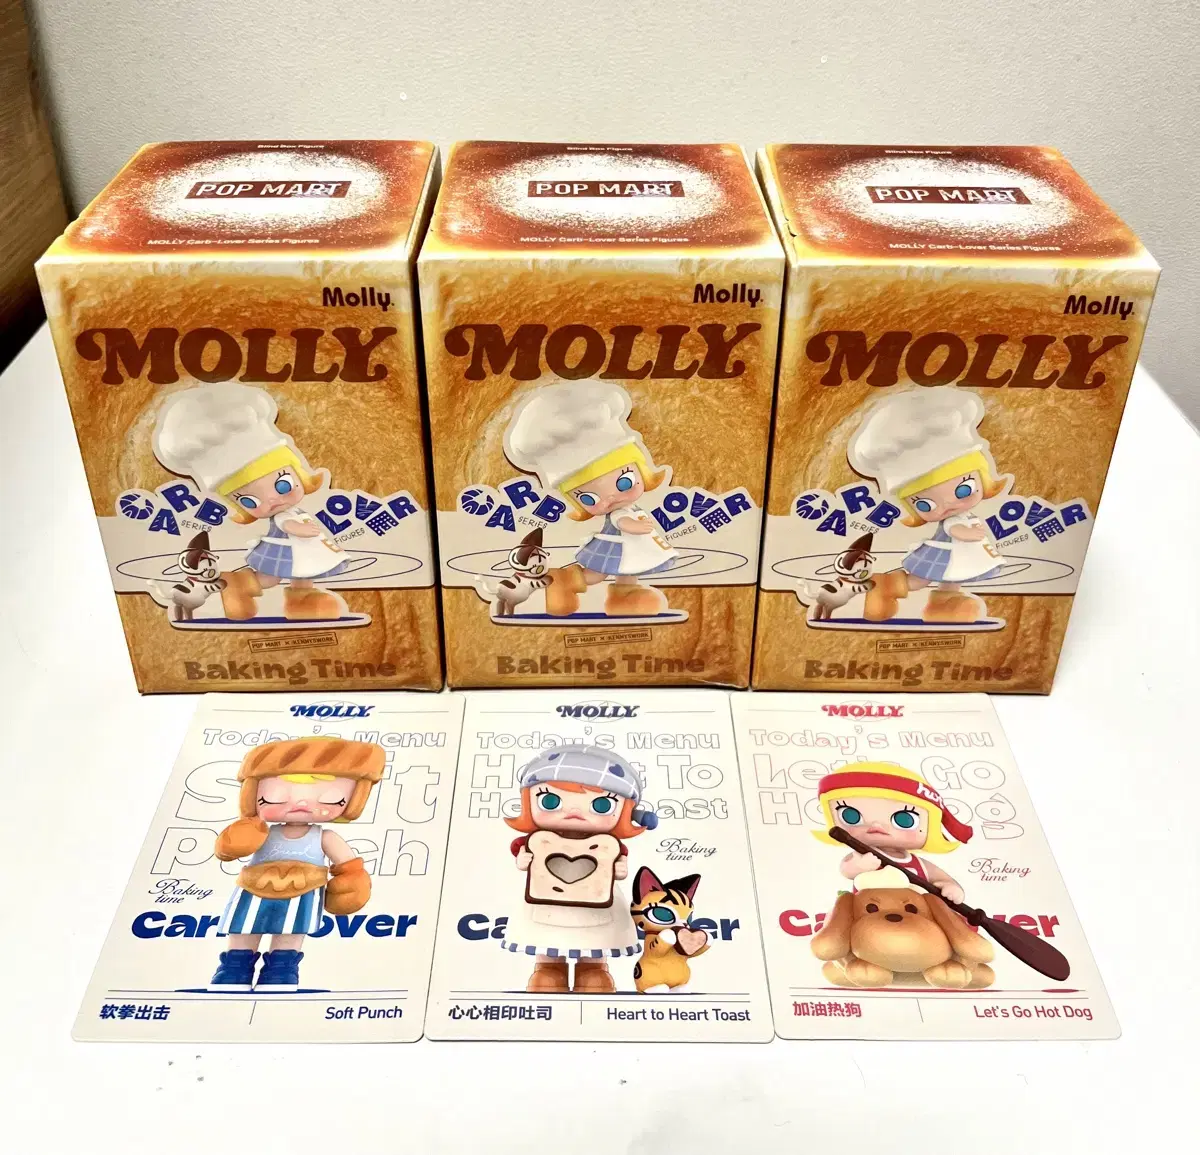 Blind Box Figure
POP MART
MOLLY Carb-Lover Series Figures
Molly.
MOLLY
CARB
SERIES
LOVER
FIGURES
POP MART × KENNYSWORK
Baking Time
Blind Box Figure
POP MART
MOLLY Carb-Lover Series Figures
Molly.
MOLLY
CARB
SERIES
LOVER
FIGURES
POP MART × KENNYSWORK
Baking Time
Blind Box Figure
POP MART
MOLLY Carb-Lover Series Figures
Molly.
MOLLY
CARB
SERIES
LOVER
FIGURES
POP MART × KENNYSWORK
Baking Time
MOLLY
Today's Menu
Soft
Punch
Bread
Baking
time
Carb-Lover
软拳出击
Soft Punch
MOLLY
Today's Menu
Heart To
Heart Toast
Baking
time
Carb-Lover
心心相印吐司
Heart to Heart Toast
MOLLY
Today's Menu
Let's Go
Hot Dog
Baking
time
Carb-Lover
加油热狗
Let's Go Hot Dog